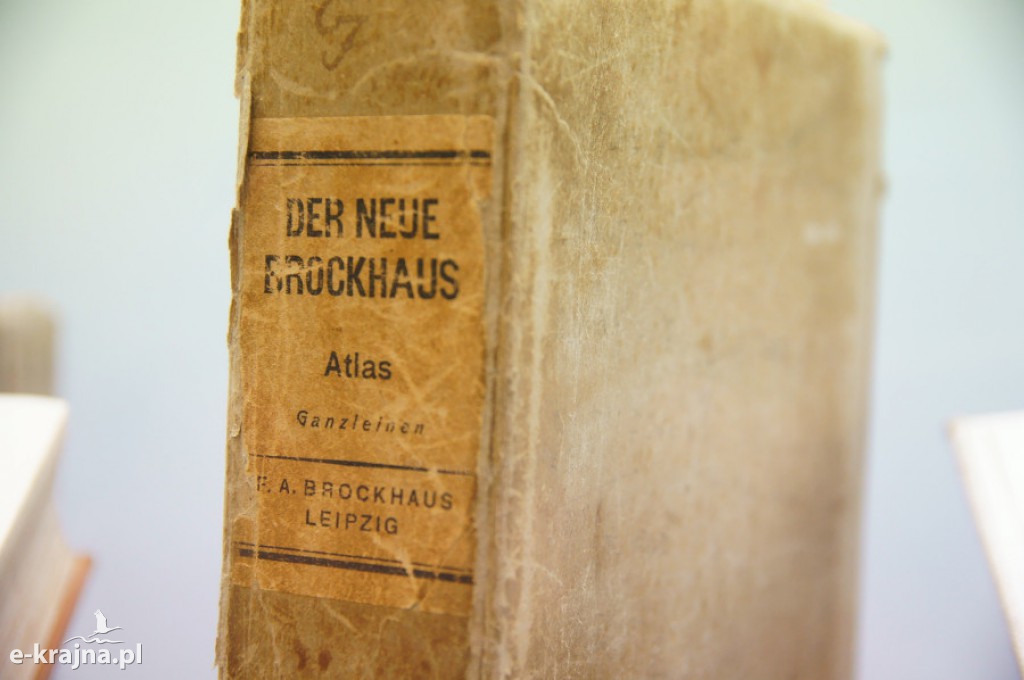 DER NEUE
BROCKHAUS
Atlas
Ganzleinen
F. A. BROCKHAUS
LEIPZIG
e-krajna.pl